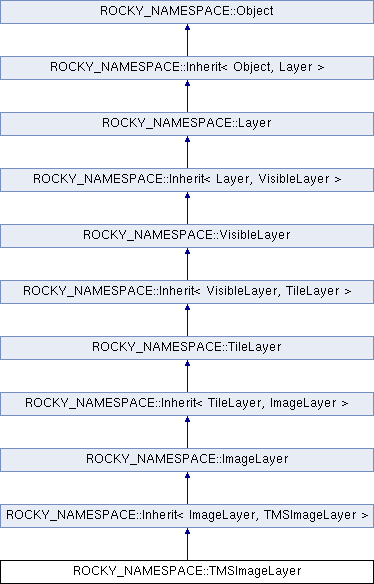 ROCKY_NAMESPACE::Object
ROCKY_NAMESPACE::Inherit< Object, Layer >
ROCKY_NAMESPACE::Layer
ROCKY_NAMESPACE::Inherit< Layer, VisibleLayer >
ROCKY_NAMESPACE::VisibleLayer
ROCKY_NAMESPACE::Inherit< VisibleLayer, TileLayer >
ROCKY_NAMESPACE::TileLayer
ROCKY_NAMESPACE::Inherit< TileLayer, ImageLayer >
ROCKY_NAMESPACE::ImageLayer
ROCKY_NAMESPACE::Inherit< ImageLayer, TMSImageLayer >
ROCKY_NAMESPACE::TMSImageLayer